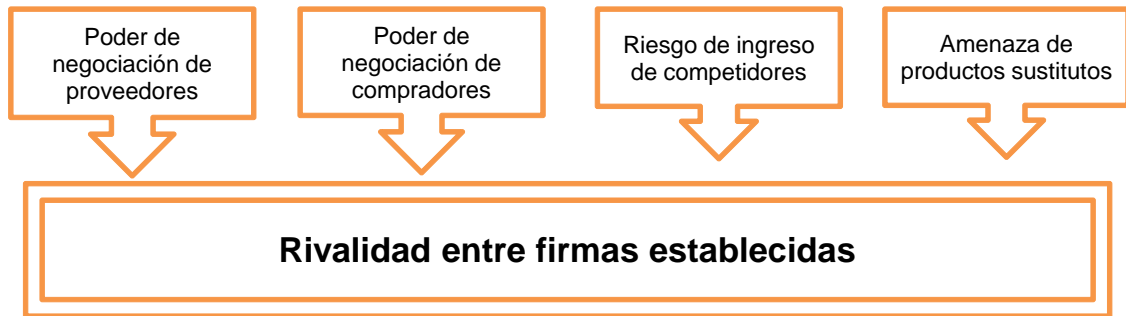 Poder de
negociación de
proveedores
Poder de
negociación de
compradores
Riesgo de ingreso
de competidores
Amenaza de
productos sustitutos
Rivalidad entre firmas establecidas